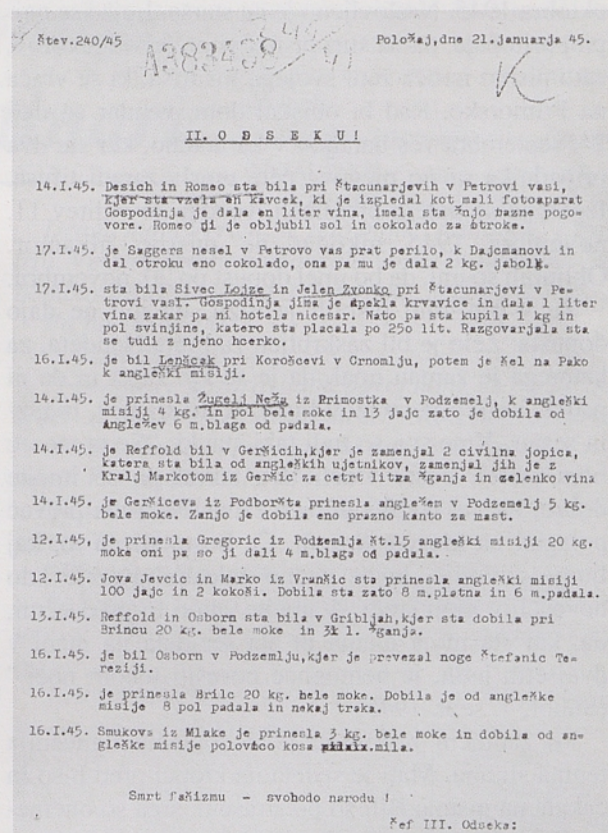 Štev.240/45
Položaj,dne 21.januarja 45.
A383498
K
II. O D S E K U !
14.I.45. Desich in Romeo sta bila pri Štacunarjevih v Petrovi vasi,
kjer sta vzela en kavcek, ki je izgledal kot mali fotoaparat
Gospodinja je dala en liter vina, imela sta žnjo razne pogo-
vore. Romeo ji je obljubil sol in cokolado za otroke.
17.I.45. je Saggers nesel v Petrovo vas prat perilo, k Dajcmanovi in
dal otroku eno cokolado, ona pa mu je dala 2 kg. jabolk.
17.I.45. sta bila Sivec Lojze in Jelen Zvonko pri Štacunarjevi v Pe-
trovi vasi. Gospodinja jima je spekla krvavice in dala 1 liter
vina zakar pa ni hotela nicesar. Nato pa sta kupila 1 kg in
pol svinjine, katero sta placala po 250 lit. Razgovarjala sta
se tudi z njeno hcerko.
16.I.45. je bil Lenšcak pri Korošcevi v Crnomlju, potem je šel na Pako
k angleški misiji.
14.I.45. je prinesla Žugelj Neža iz Primostka v Podzemelj, k angleški
misiji 4 kg. in pol bele moke in 13 jajc zato je dobila od
Angležev 6 m.blaga od padala.
14.I.45. je Reffold bil v Geršicih,kjer je zamenjal 2 civilna jopica,
katera sta bila od angleških ujetnikov, zamenjal jih je z
Kralj Markotom iz Geršic za cetrt litra žganja in zelenko vina
14.I.45. je Geršiceva iz Podboršta prinesla angležem v Podzemelj 5 kg.
bele moke. Zanjo je dobila eno prazno kanto za mast.
12.I.45, je prinesla Gregoric iz Podzemlja št.15 angleški misiji 20 kg.
moke oni pa so ji dali 4 m.blaga od padala.
12.I.45. Jova Jevcic in Marko iz Vranšic sta prinesla angleški misiji
100 jajc in 2 kokoši. Dobila sta zato 8 m.platna in 6 m.padala.
13.I.45. Reffold in Osborn sta bila v Gribljah,kjer sta dobila pri
Brincu 20 kg. bele moke in 3 l. žganja.
16.I.45. je bil Osborn v Podzemlju,kjer je prevezal noge Štefanic Te-
reziji.
16.I.45. je prinesla Brilc 20 kg. bele moke. Dobila je od angleške
misije 8 pol padala in nekaj traka.
16.I.45. Smukova iz Mlake je prinesla 3 kg. bele moke in dobila od an-
gleške misije polovico kosa mila.
Smrt fašizmu - svobodo narodu !
Šef III. Odseka: